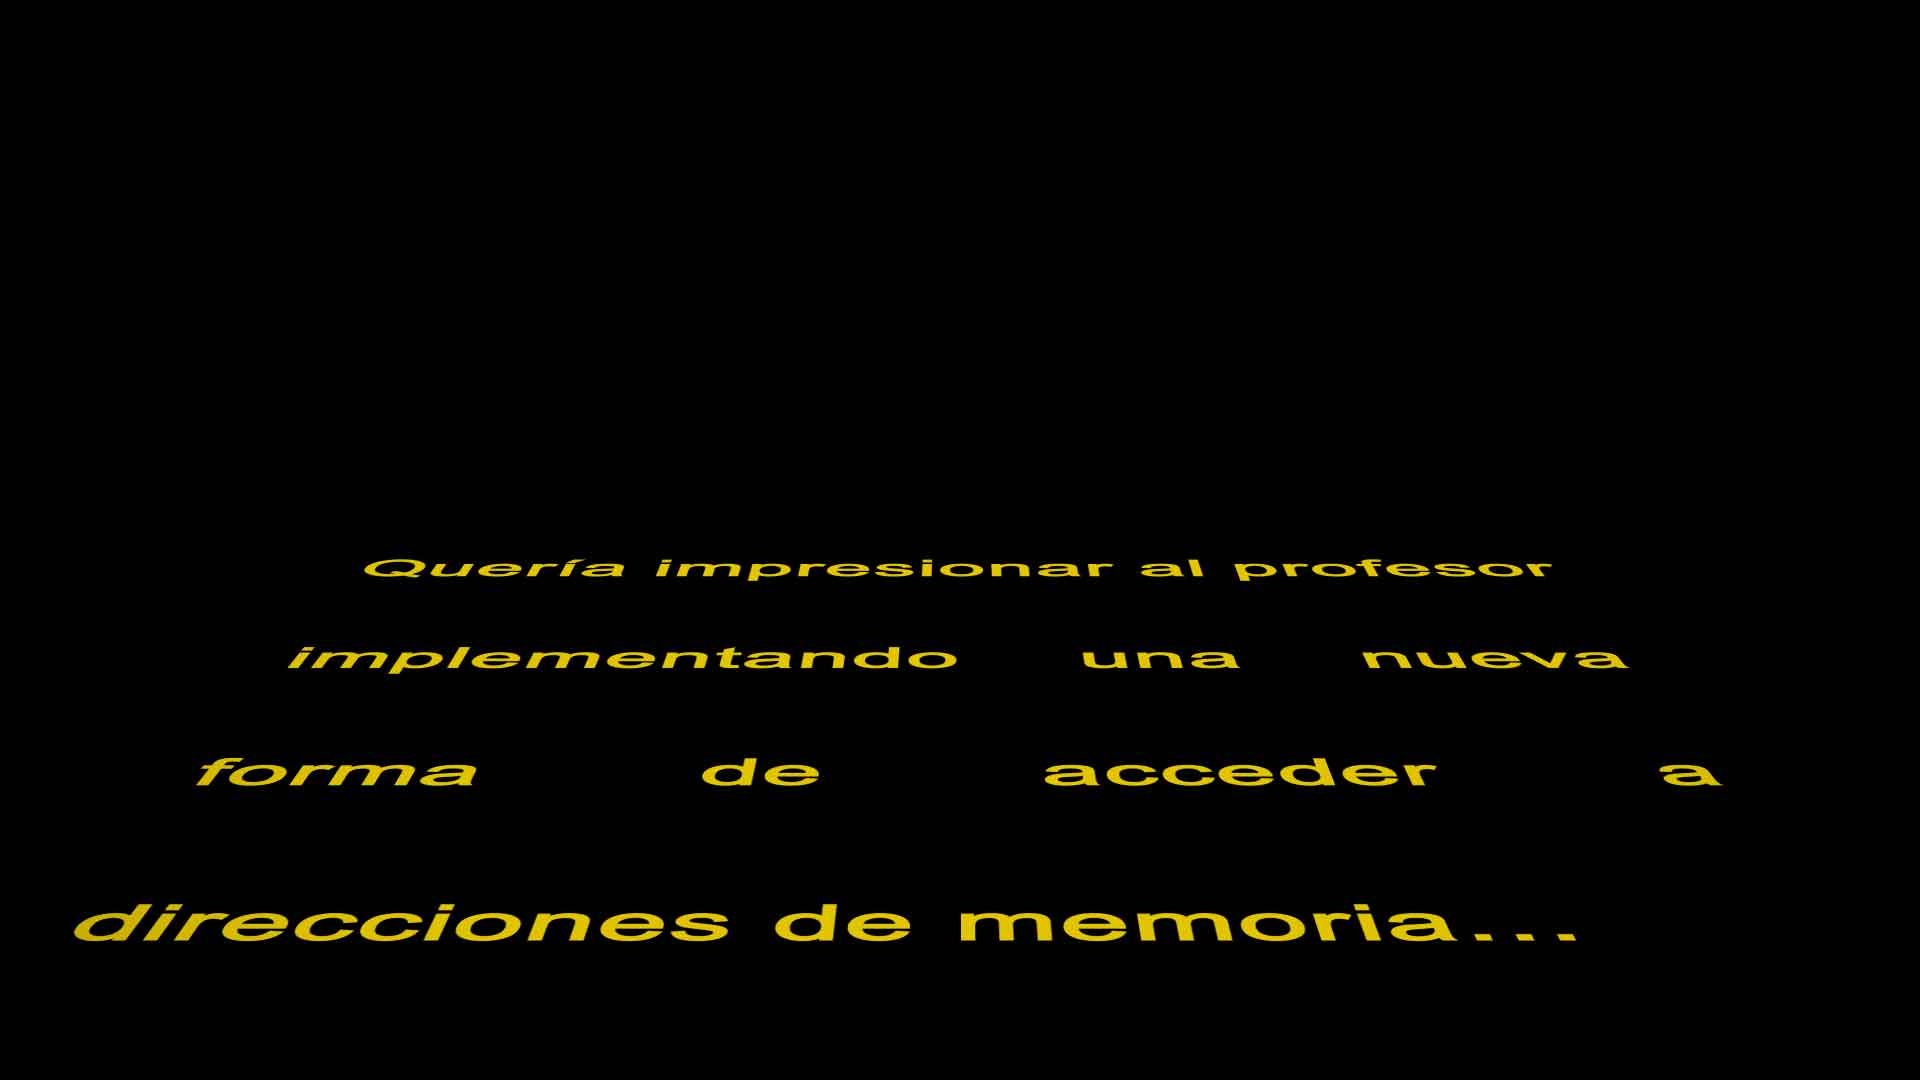 Quería impresionar al profesor
implementando una nueva
forma de acceder a
direcciones de memoria...